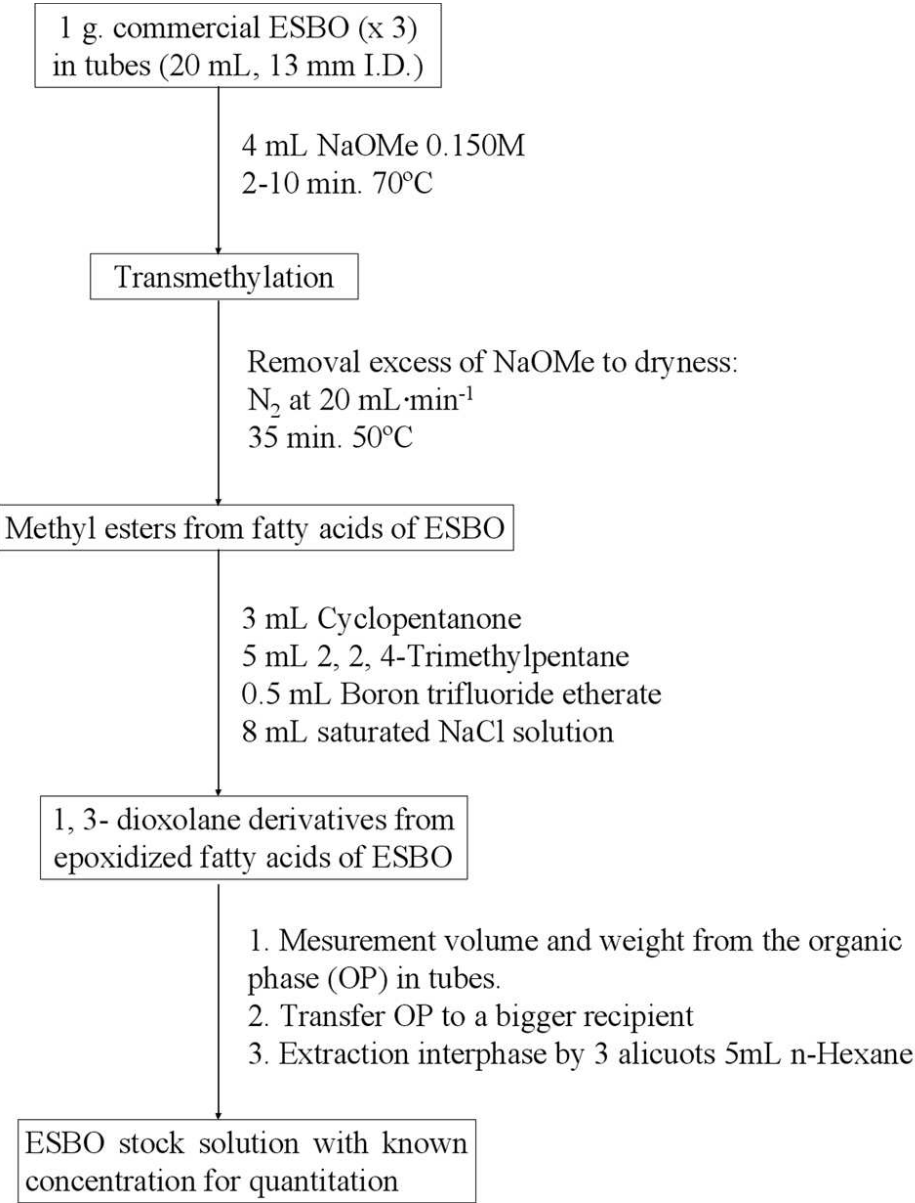 1 g. commercial ESBO (x 3)
in tubes (20 mL, 13 mm I.D.)
4 mL NaOMe 0.150M
2-10 min. 70ºC
Transmethylation
Removal excess of NaOMe to dryness:
N₂ at 20 mL·min⁻¹
35 min. 50ºC
Methyl esters from fatty acids of ESBO
3 mL Cyclopentanone
5 mL 2, 2, 4-Trimethylpentane
0.5 mL Boron trifluoride etherate
8 mL saturated NaCl solution
1, 3- dioxolane derivatives from
epoxidized fatty acids of ESBO
1. Mesurement volume and weight from the organic
phase (OP) in tubes.
2. Transfer OP to a bigger recipient
3. Extraction interphase by 3 alicuots 5mL n-Hexane
ESBO stock solution with known
concentration for quantitation